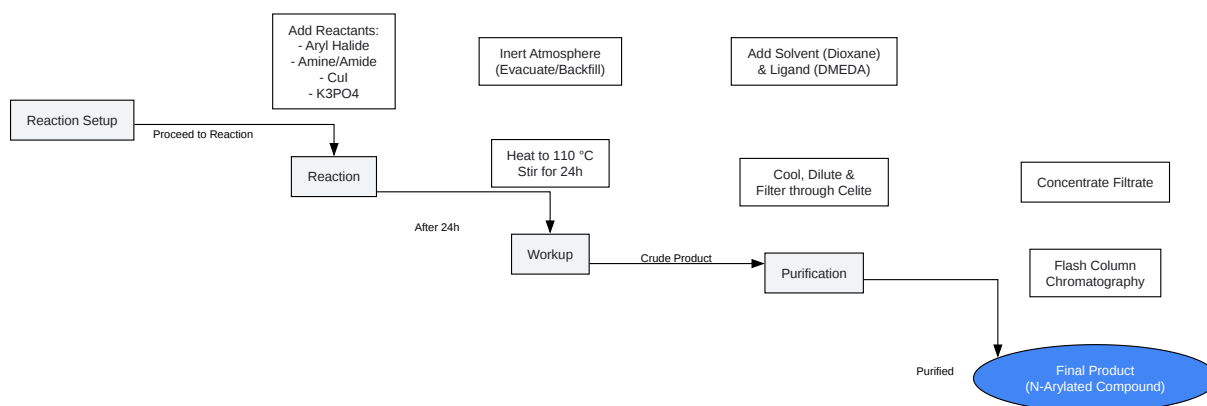 Add Reactants:
- Aryl Halide
- Amine/Amide
- CuI
- K3PO4
Inert Atmosphere
(Evacuate/Backfill)
Add Solvent (Dioxane)
& Ligand (DMEDA)
Reaction Setup
Proceed to Reaction
Reaction
Heat to 110 °C
Stir for 24h
Cool, Dilute &
Filter through Celite
Concentrate Filtrate
After 24h
Workup
Crude Product
Purification
Flash Column
Chromatography
Purified
Final Product
(N-Arylated Compound)